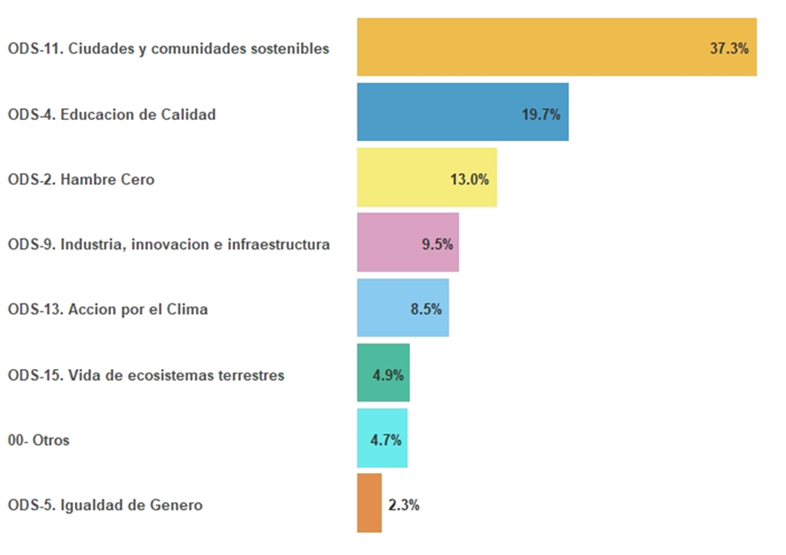 ODS-11. Ciudades y comunidades sostenibles 37.3%
ODS-4. Educacion de Calidad 19.7%
ODS-2. Hambre Cero 13.0%
ODS-9. Industria, innovacion e infraestructura 9.5%
ODS-13. Accion por el Clima 8.5%
ODS-15. Vida de ecosistemas terrestres 4.9%
00- Otros 4.7%
ODS-5. Igualdad de Genero 2.3%